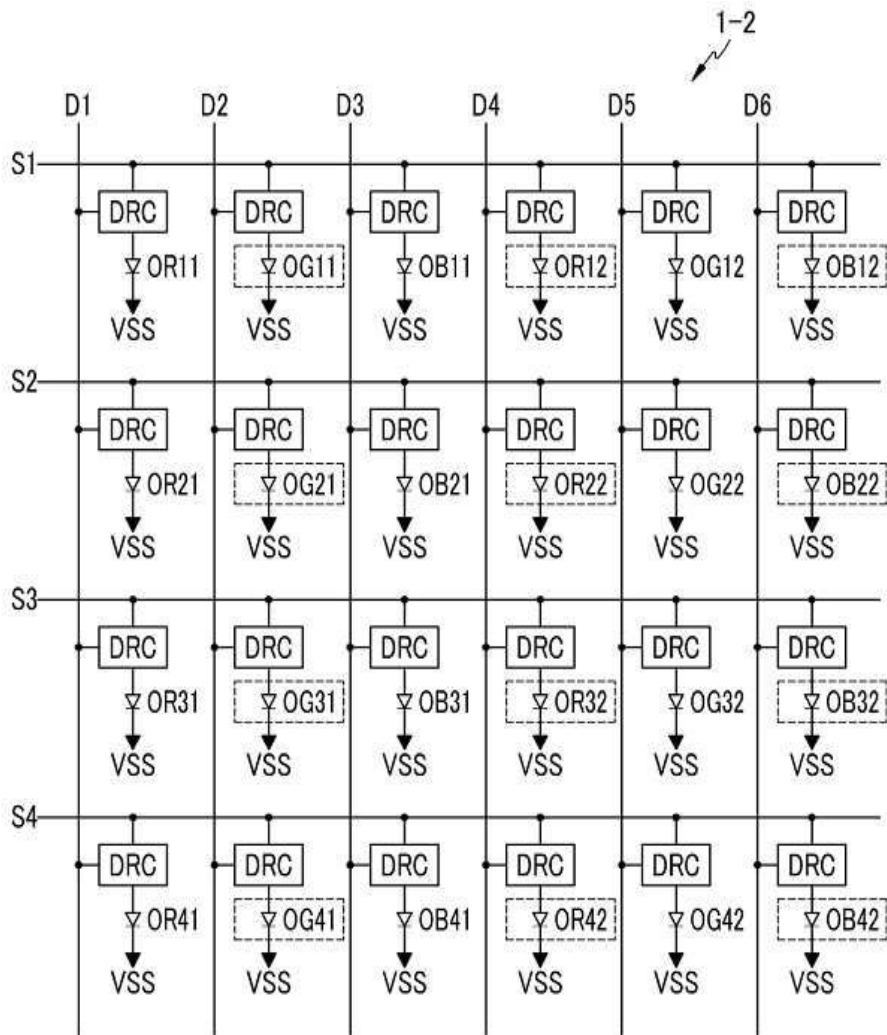 1-2
D1 D2 D3 D4 D5 D6
S1
DRC DRC DRC DRC DRC DRC
OR11 OG11 OB11 OR12 OG12 OB12
VSS VSS VSS VSS VSS VSS
S2
DRC DRC DRC DRC DRC DRC
OR21 OG21 OB21 OR22 OG22 OB22
VSS VSS VSS VSS VSS VSS
S3
DRC DRC DRC DRC DRC DRC
OR31 OG31 OB31 OR32 OG32 OB32
VSS VSS VSS VSS VSS VSS
S4
DRC DRC DRC DRC DRC DRC
OR41 OG41 OB41 OR42 OG42 OB42
VSS VSS VSS VSS VSS VSS